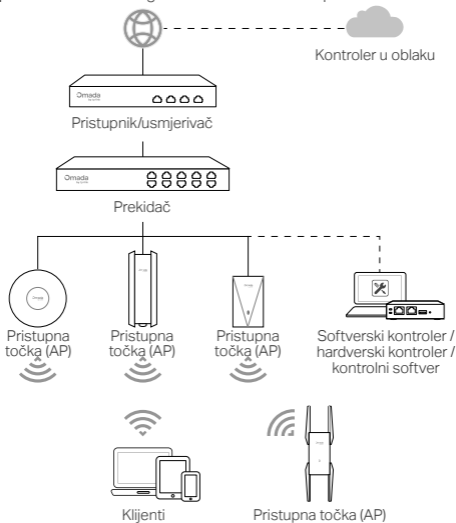 Kontroler u oblaku
Omada
Pristupnik/usmjerivač
Omada
Prekidač
Pristupna
točka (AP)
Pristupna
točka (AP)
Pristupna
točka (AP)
Softverski kontroler /
hardverski kontroler /
kontrolni softver
Klijenti
Pristupna točka (AP)